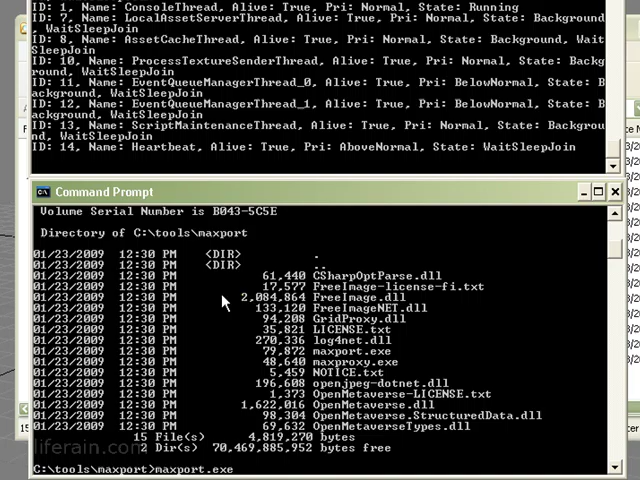 ID: 1, Name: ConsoleThread, Alive: True, Pri: Normal, State: Running
ID: 7, Name: LocalAssetServerThread, Alive: True, Pri: Normal, State: Background
, WaitSleepJoin
ID: 8, Name: AssetCacheThread, Alive: True, Pri: Normal, State: Background, Wait
SleepJoin
ID: 10, Name: ProcessTextureSenderThread, Alive: True, Pri: Normal, State: Backg
round, WaitSleepJoin
ID: 11, Name: EventQueueManagerThread_0, Alive: True, Pri: BelowNormal, State: B
ackground, WaitSleepJoin
ID: 12, Name: EventQueueManagerThread_1, Alive: True, Pri: BelowNormal, State: B
ackground, WaitSleepJoin
ID: 13, Name: ScriptMaintenanceThread, Alive: True, Pri: Normal, State: Backgrou
nd, WaitSleepJoin
ID: 14, Name: Heartbeat, Alive: True, Pri: AboveNormal, State: WaitSleepJoin
Command Prompt
Volume Serial Number is B043-5C5E
Directory of C:\tools\maxport
01/23/2009 12:30 PM <DIR> .
01/23/2009 12:30 PM <DIR> ..
01/23/2009 12:30 PM 61,440 CSharpOptParse.dll
01/23/2009 12:30 PM 17,577 FreeImage-license-fi.txt
01/23/2009 12:30 PM 2,084,864 FreeImage.dll
01/23/2009 12:30 PM 133,120 FreeImageNET.dll
01/23/2009 12:30 PM 94,208 GridProxy.dll
01/23/2009 12:30 PM 35,821 LICENSE.txt
01/23/2009 12:30 PM 270,336 log4net.dll
01/23/2009 12:30 PM 79,872 maxport.exe
01/23/2009 12:30 PM 48,640 maxproxy.exe
01/23/2009 12:30 PM 5,459 NOTICE.txt
01/23/2009 12:30 PM 196,608 openjpeg-dotnet.dll
01/23/2009 12:30 PM 1,373 OpenMetaverse-LICENSE.txt
01/23/2009 12:30 PM 1,622,016 OpenMetaverse.dll
01/23/2009 12:30 PM 98,304 OpenMetaverse.StructuredData.dll
01/23/2009 12:30 PM 69,632 OpenMetaverseTypes.dll
15 File(s) 4,819,270 bytes
2 Dir(s) 70,469,885,952 bytes free
liferain.com
C:\tools\maxport>maxport.exe